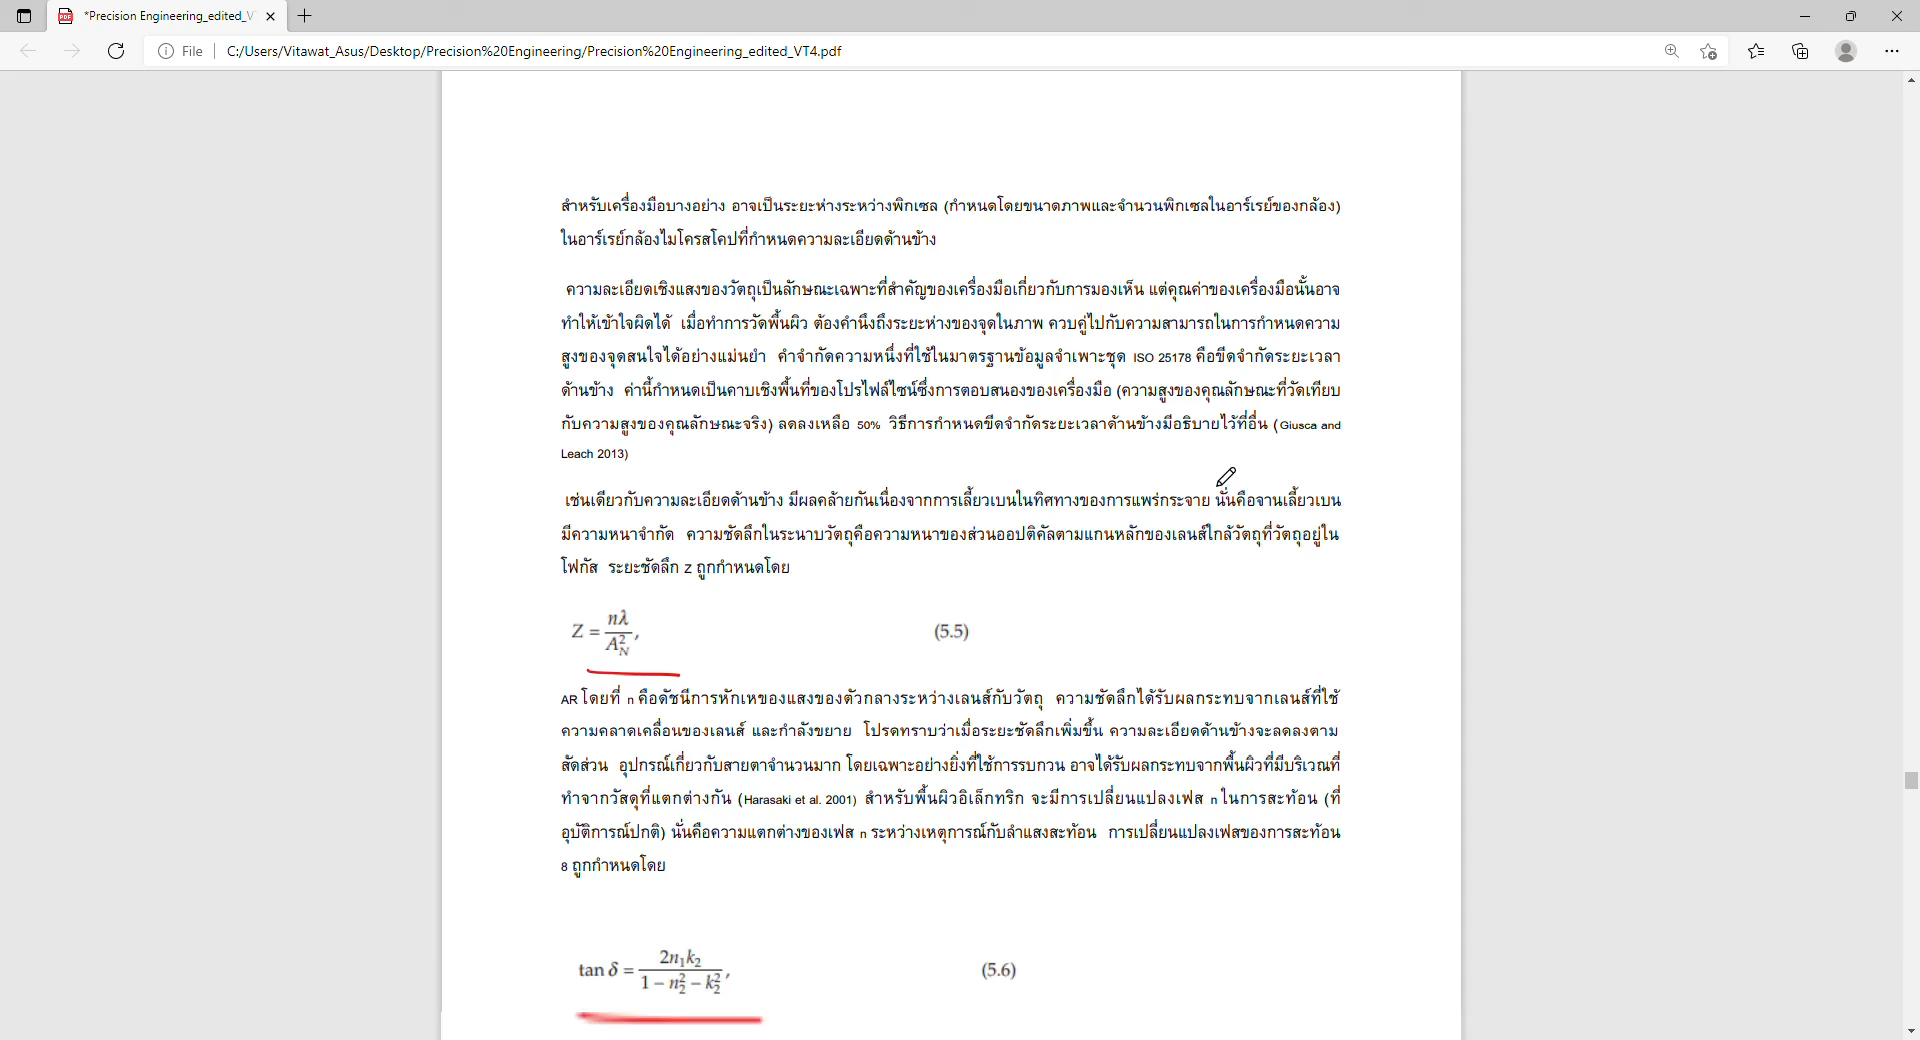 *Precision Engineering_edited_V
File
C:/Users/Vitawat_Asus/Desktop/Precision%20Engineering/Precision%20Engineering_edited_VT4.pdf
สำหรับเครื่องมือบางอย่าง อาจเป็นระยะห่างระหว่างพิกเซล (กำหนดโดยขนาดภาพและจำนวนพิกเซลในอาร์เรย์ของกล้อง)
ในอาร์เรย์กล้องไมโครสโคปที่กำหนดความละเอียดด้านข้าง
ความละเอียดเชิงแสงของวัตถุเป็นลักษณะเฉพาะที่สำคัญของเครื่องมือเกี่ยวกับการมองเห็น แต่คุณค่าของเครื่องมือนั้นอาจ
ทำให้เข้าใจผิดได้ เมื่อทำการวัดพื้นผิว ต้องคำนึงถึงระยะห่างของจุดในภาพ ควบคู่ไปกับความสามารถในการกำหนดความ
สูงของจุดสนใจได้อย่างแม่นยำ คำจำกัดความหนึ่งที่ใช้ในมาตรฐานข้อมูลจำเพาะชุด ISO 25178 คือขีดจำกัดระยะเวลา
ด้านข้าง ค่านี้กำหนดเป็นคาบเชิงพื้นที่ของโปรไฟล์ไซน์ซึ่งการตอบสนองของเครื่องมือ (ความสูงของคุณลักษณะที่วัดเทียบ
กับความสูงของคุณลักษณะจริง) ลดลงเหลือ 50% วิธีการกำหนดขีดจำกัดระยะเวลาด้านข้างมีอธิบายไว้ที่อื่น (Giusca and
Leach 2013)
เช่นเดียวกับความละเอียดด้านข้าง มีผลคล้ายกันเนื่องจากการเลี้ยวเบนในทิศทางของการแพร่กระจาย นั่นคือจานเลี้ยวเบน
มีความหนาจำกัด ความชัดลึกในระนาบวัตถุคือความหนาของส่วนออปติคัลตามแกนหลักของเลนส์ใกล้วัตถุที่วัตถุอยู่ใน
โฟกัส ระยะชัดลึก z ถูกกำหนดโดย
Z = nλ / A_N², (5.5)
AR โดยที่ n คือดัชนีการหักเหของแสงของตัวกลางระหว่างเลนส์กับวัตถุ ความชัดลึกได้รับผลกระทบจากเลนส์ที่ใช้
ความคลาดเคลื่อนของเลนส์ และกำลังขยาย โปรดทราบว่าเมื่อระยะชัดลึกเพิ่มขึ้น ความละเอียดด้านข้างจะลดลงตาม
สัดส่วน อุปกรณ์เกี่ยวกับสายตาจำนวนมาก โดยเฉพาะอย่างยิ่งที่ใช้การรบกวน อาจได้รับผลกระทบจากพื้นผิวที่มีบริเวณที่
ทำจากวัสดุที่แตกต่างกัน (Harasaki et al. 2001) สำหรับพื้นผิวอิเล็กทริก จะมีการเปลี่ยนแปลงเฟส n ในการสะท้อน (ที่
อุบัติการณ์ปกติ) นั่นคือความแตกต่างของเฟส n ระหว่างเหตุการณ์กับลำแสงสะท้อน การเปลี่ยนแปลงเฟสของการสะท้อน
8 ถูกกำหนดโดย
tan δ = 2n₁k₂ / 1 − n₂² − k₂², (5.6)